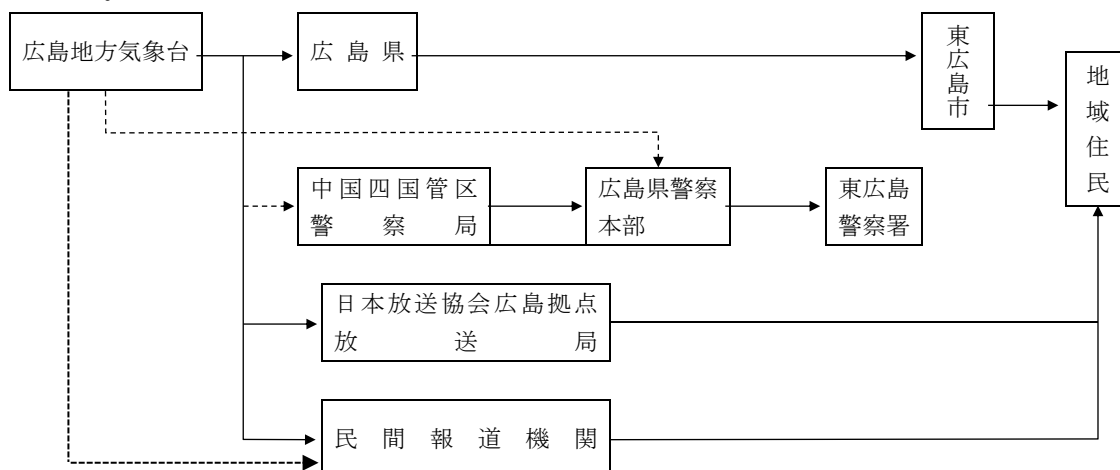 広島地方気象台
広島県
東広島市
地域住民
中国四国管区
警察局
広島県警察
本部
東広島
警察署
日本放送協会広島拠点
放送局
民間報道機関